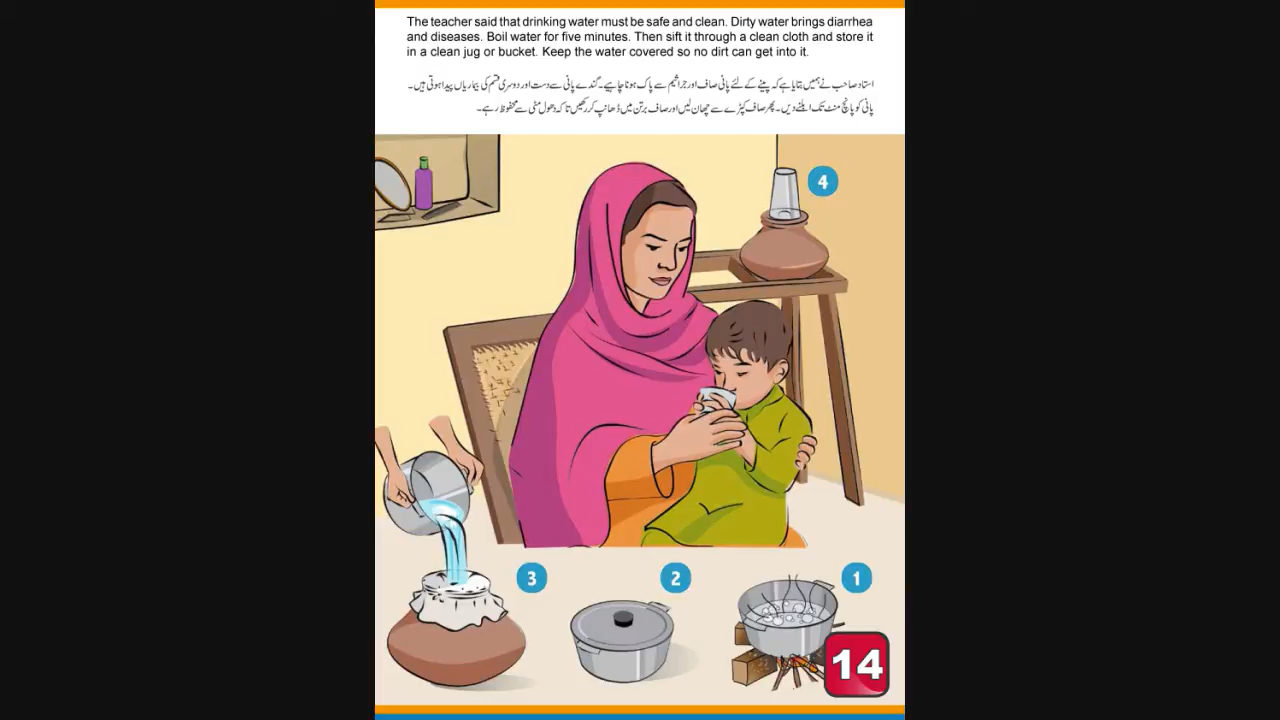 The teacher said that drinking water must be safe and clean. Dirty water brings diarrhea
and diseases. Boil water for five minutes. Then sift it through a clean cloth and store it
in a clean jug or bucket. Keep the water covered so no dirt can get into it.
استاد صاحب نے ہمیں بتایا ہے کہ پینے کے لئے پانی صاف اور جراثیم سے پاک ہونا چاہیے۔ گندے پانی سے دست اور دوسری قسم کی بیماریاں پیدا ہوتی ہیں۔
پانی کو پانچ منٹ تک ابلنے دیں۔ پھر صاف کپڑے سے چھان لیں اور صاف برتن میں ڈھانپ کر رکھیں تاکہ دھول مٹی سے محفوظ رہے۔
4
3
2
1
14